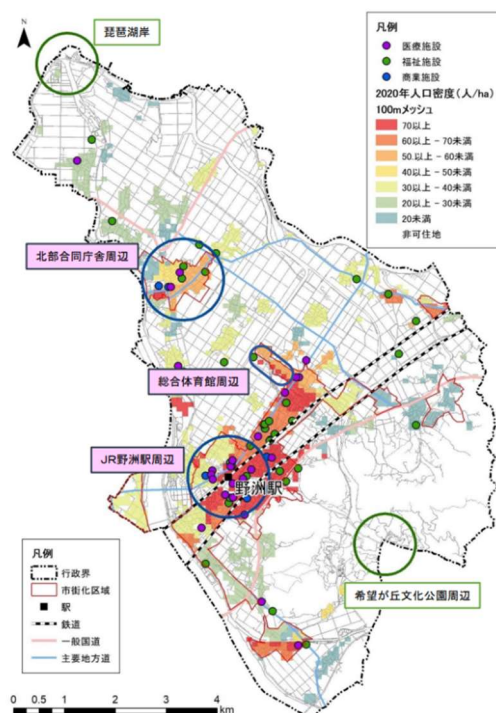 N
琵琶湖岸
凡例
医療施設
福祉施設
商業施設
2020年人口密度(人/ha)
100mメッシュ
70以上
60以上 - 70未満
50.以上 - 60未満
40以上 - 50未満
30以上 - 40未満
20以上 - 30未満
20未満
非可住地
北部合同庁舎周辺
総合体育館周辺
JR野洲駅周辺
野洲駅
希望が丘文化公園周辺
凡例
行政界
市街化区域
駅
鉄道
一般国道
主要地方道
0 0.5 1 2 3 4
km